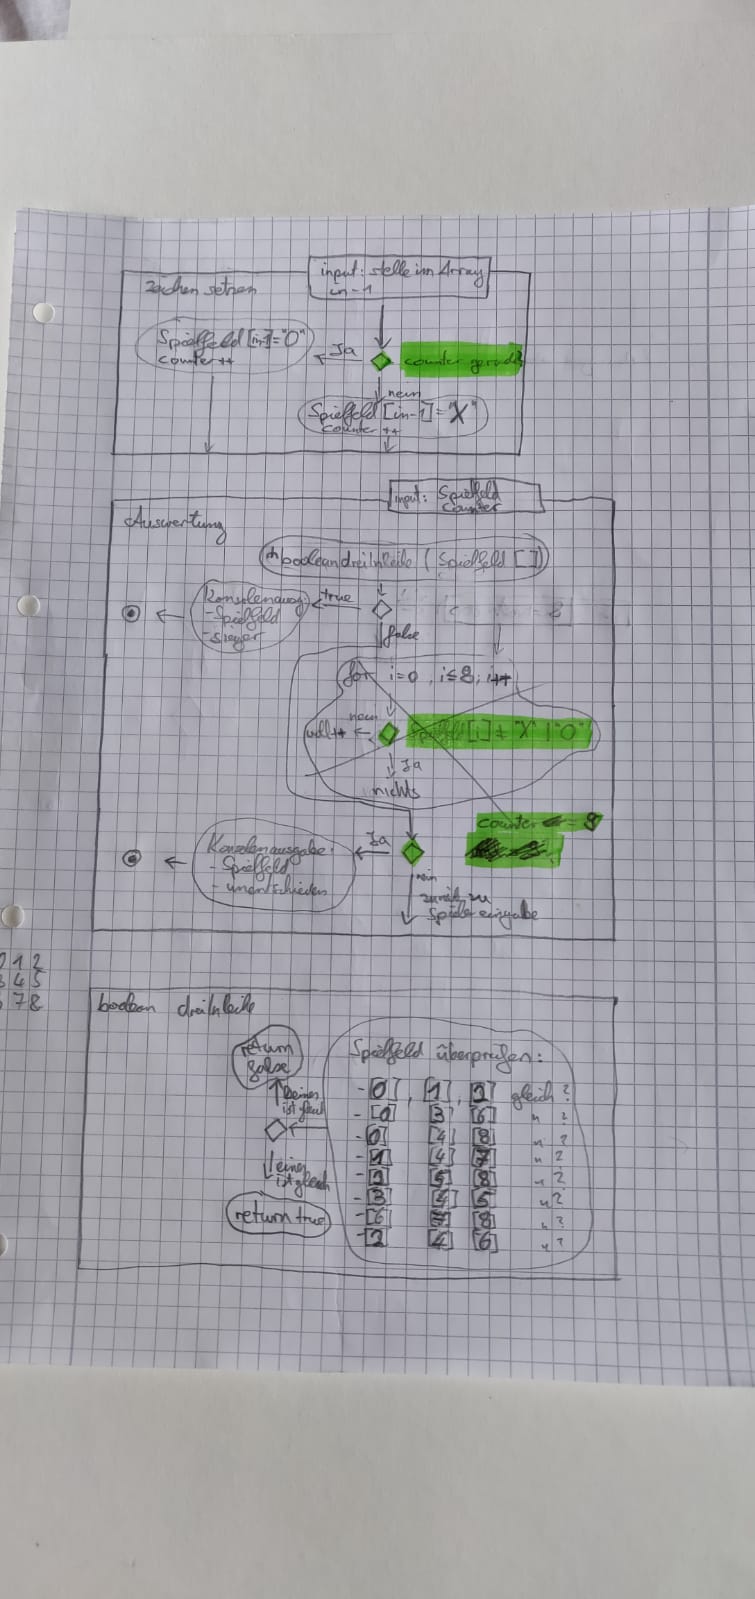 input: stelle im Array
in-1
Zeichen setzen
Spielfeld [in-1]="O"
counter ++
Ja
counter gerade?
nein
Spielfeld [in-1]="X"
counter ++
input: Spielfeld
Counter
Auswertung
boolean dreiInReihe (Spielfeld [])
Konsolenausg:
- Spielfeld
- sieger
true
false
for i=0, i≤8; i++
nein
Spielfeld [i] ≠ "X" | "O"
Ja
nichts
counter = 8
Konsolenausgabe:
- Spielfeld
- unentschieden
Ja
nein
zurück zu
Spielereingabe
0 1 2
3 4 5
6 7 8
boolean dreiInReihe
return
false
Spielfeld überprüfen:
keiner
ist gleich
einer
ist gleich
return true
- [0], [1], [2] gleich?
- [0] [3] [6] " ?
- [0] [4] [8] " ?
- [1] [4] [7] " ?
- [2] [5] [8] " ?
- [3] [4] [5] " ?
- [6] [7] [8] " ?
- [2] [4] [6] " ?